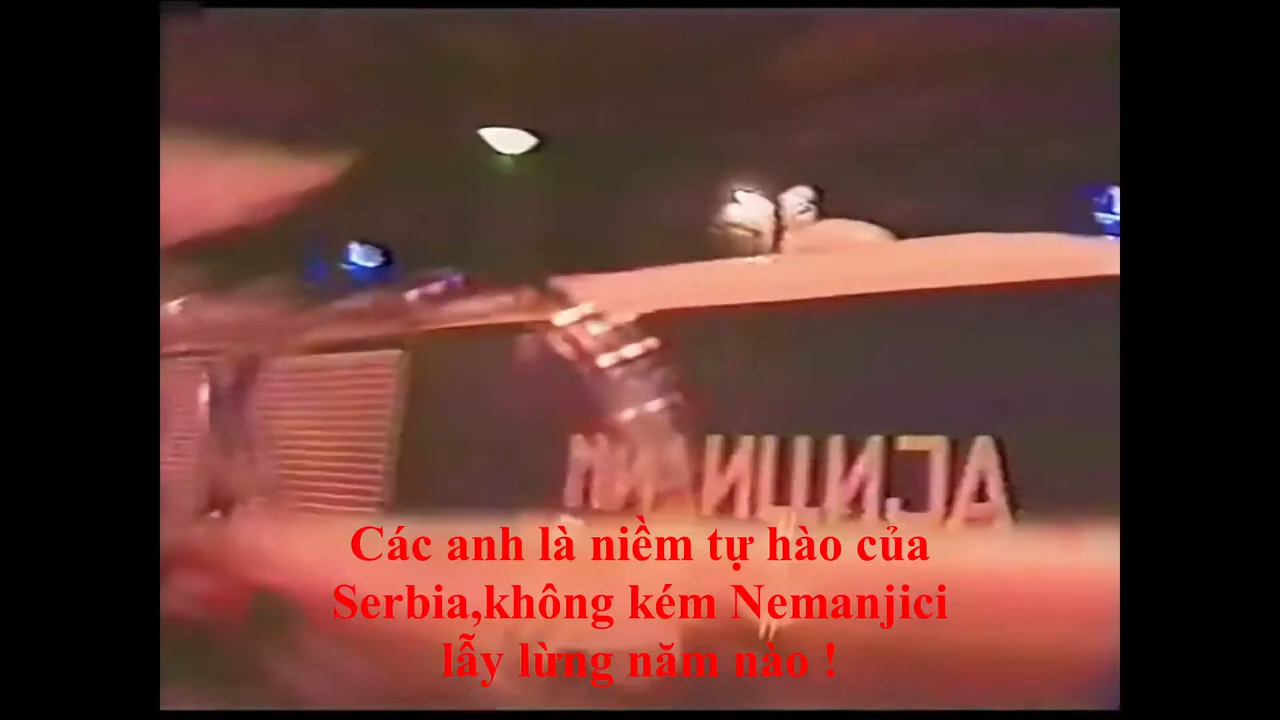 Các anh là niềm tự hào của
Serbia,không kém Nemanjici
lẫy lừng năm nào !